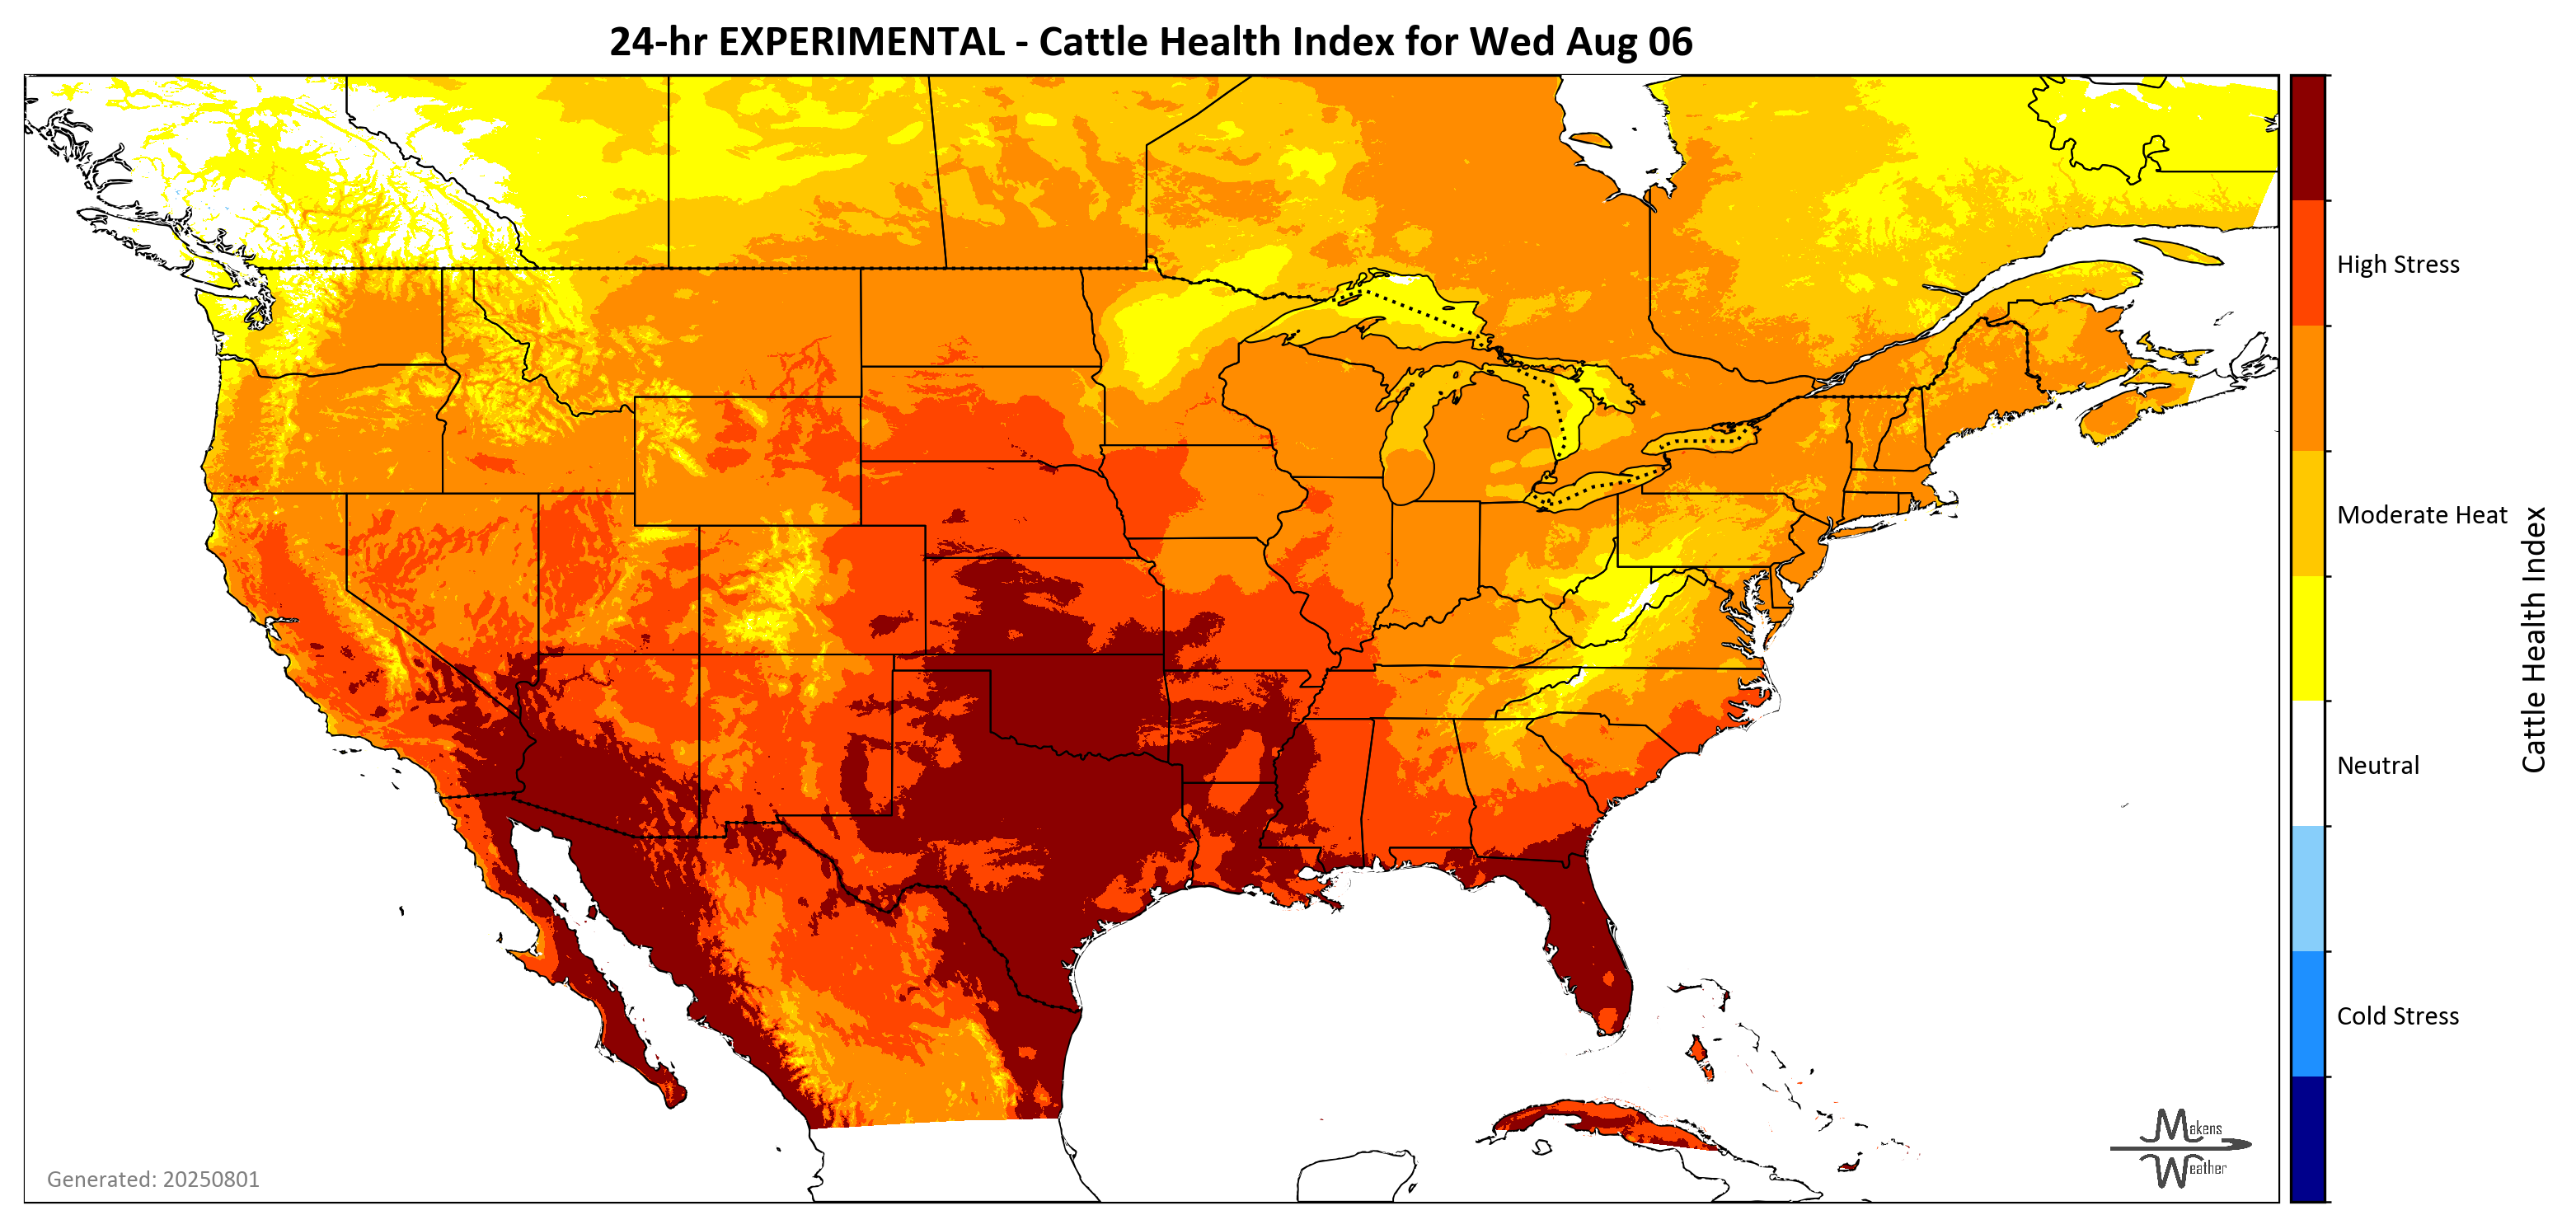 24-hr EXPERIMENTAL - Cattle Health Index for Wed Aug 06
High Stress
Moderate Heat
Neutral
Cold Stress
Cattle Health Index
Generated: 20250801
Makens
Weather